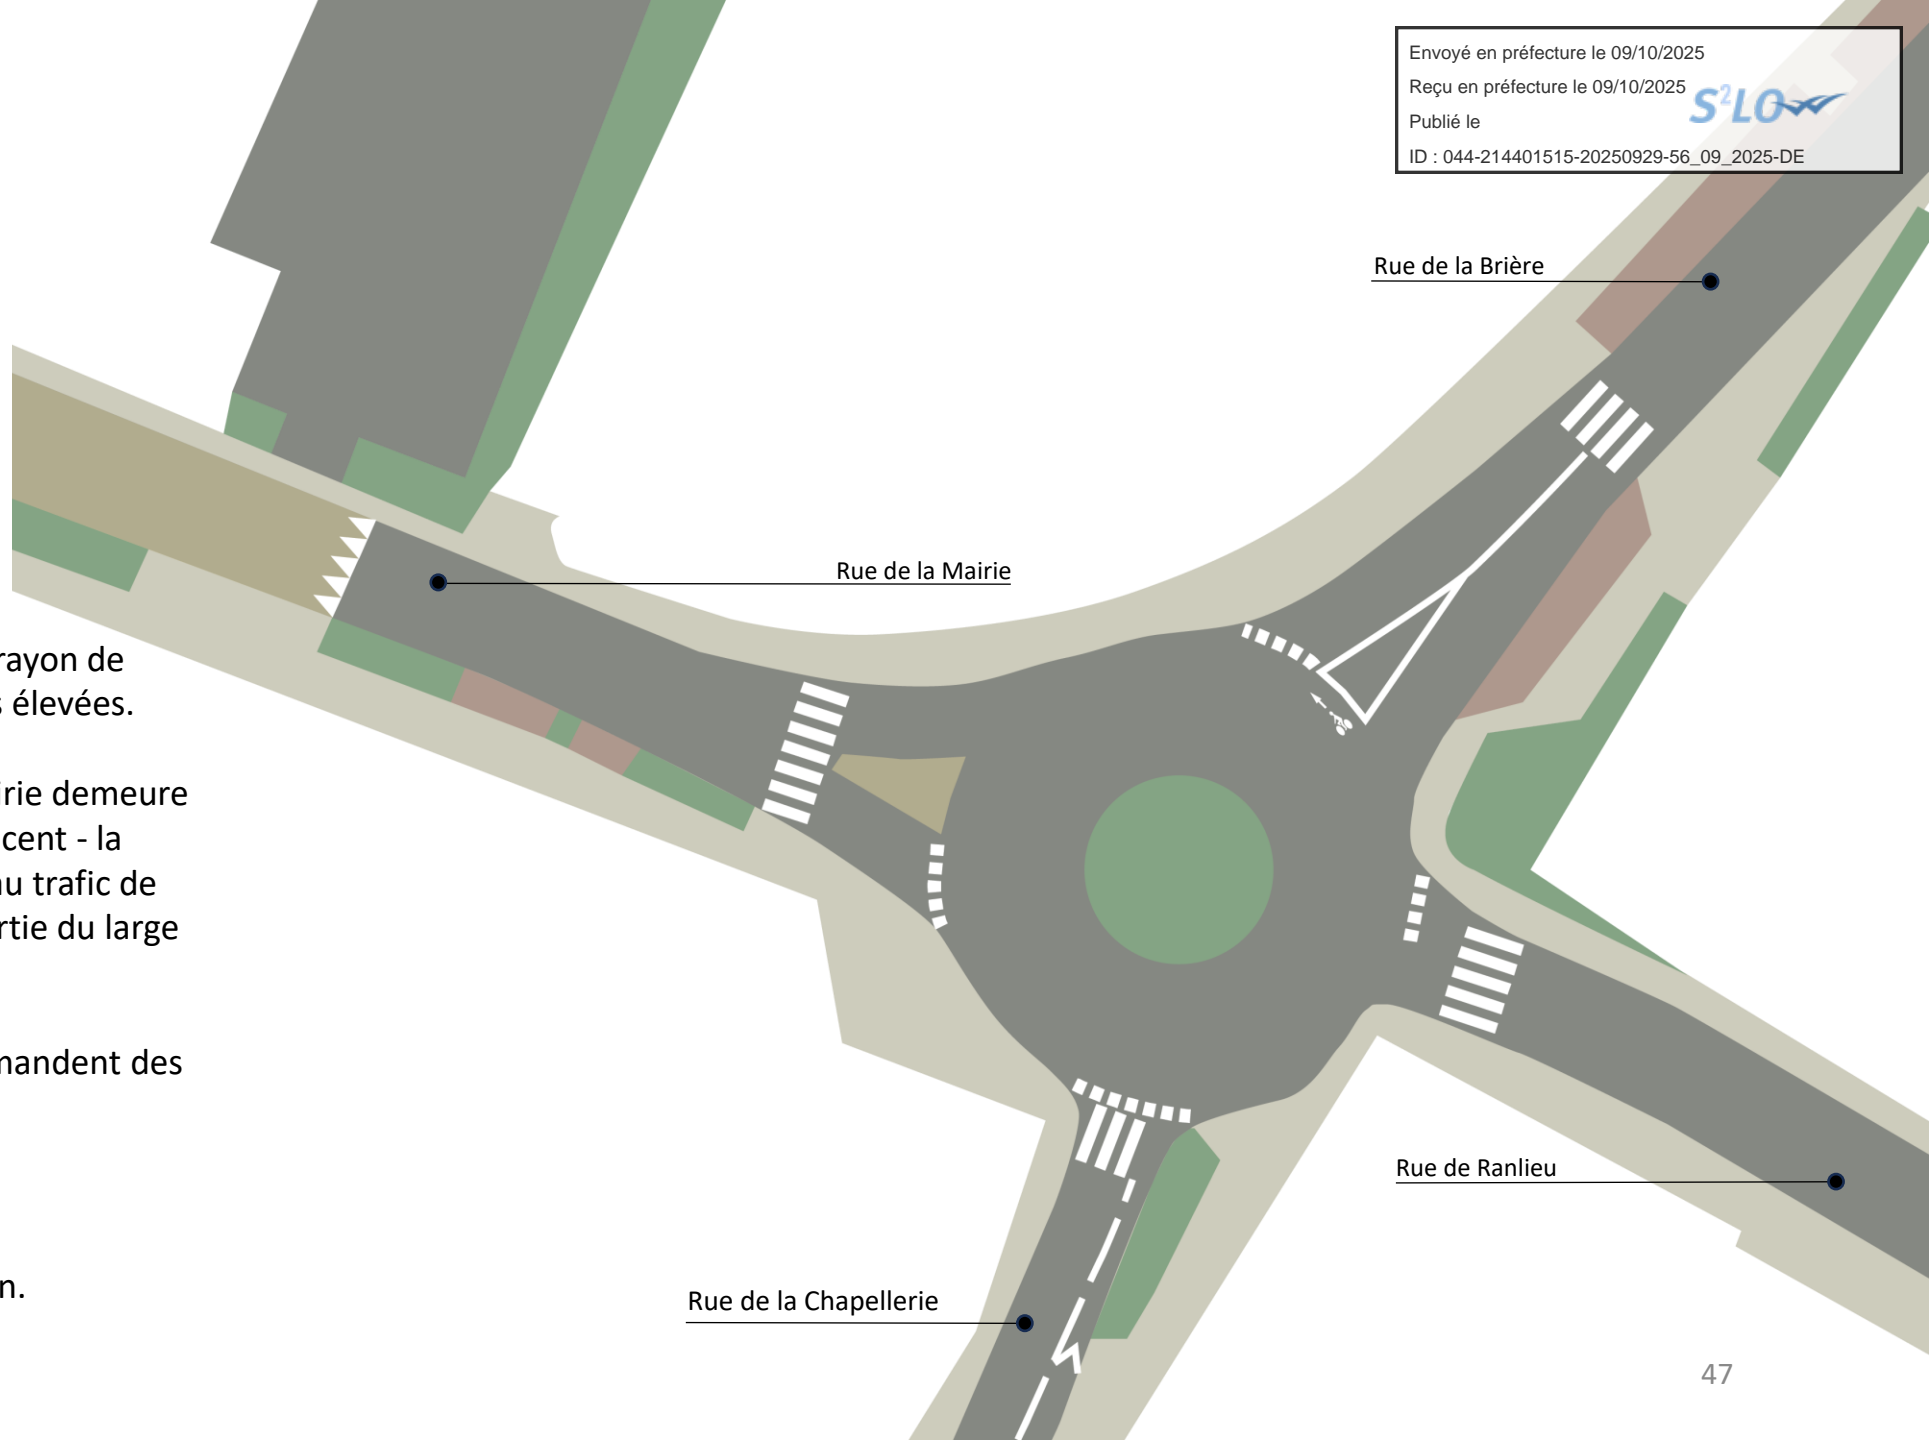 Envoyé en préfecture le 09/10/2025
Reçu en préfecture le 09/10/2025
S²LO
Publié le
ID : 044-214401515-20250929-56_09_2025-DE
Rue de la Brière
Rue de la Mairie
rayon de
s élevées.
irie demeure
cent - la
au trafic de
rtie du large
mandent des
Rue de Ranlieu
n.
Rue de la Chapellerie
47